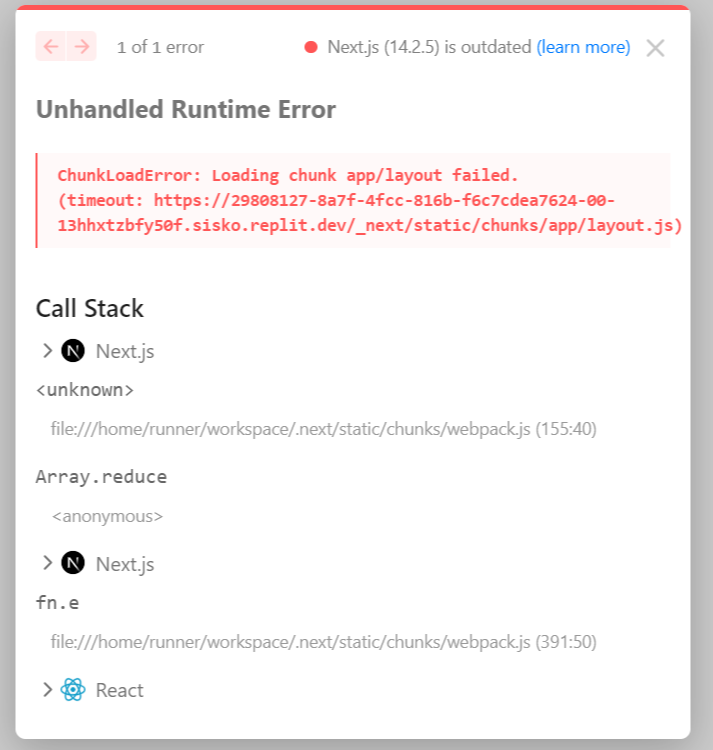 1 of 1 error
Next.js (14.2.5) is outdated (learn more)
Unhandled Runtime Error
ChunkLoadError: Loading chunk app/layout failed.
(timeout: https://29808127-8a7f-4fcc-816b-f6c7cdea7624-00-
13hhxtzbfy50f.sisko.replit.dev/_next/static/chunks/app/layout.js)
Call Stack
N Next.js
<unknown>
file:///home/runner/workspace/.next/static/chunks/webpack.js (155:40)
Array.reduce
<anonymous>
N Next.js
fn.e
file:///home/runner/workspace/.next/static/chunks/webpack.js (391:50)
React